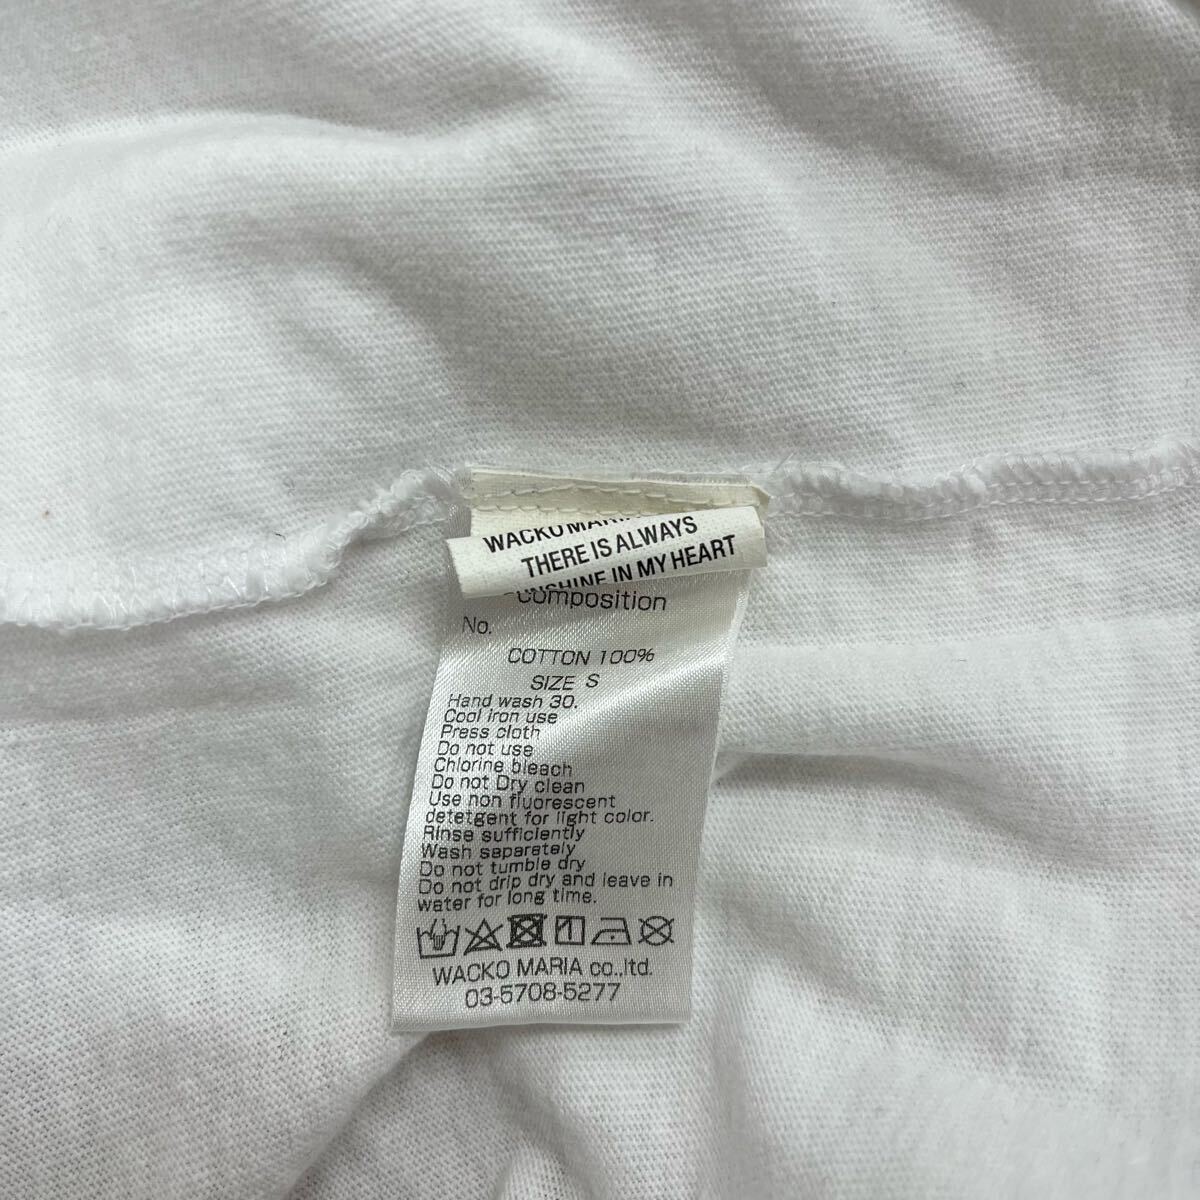 WACKO MARIA
THERE IS ALWAYS
SUNSHINE IN MY HEART
composition
No.
COTTON 100%
SIZE S
Hand wash 30.
Cool iron use
Press cloth
Do not use
Chlorine bleach
Do not Dry clean
Use non fluorescent
detetgent for light color.
Rinse sufficiently
Wash separately
Do not tumble dry
Do not drip dry and leave in
water for long time.
WACKO MARIA co.,ltd.
03-5708-5277